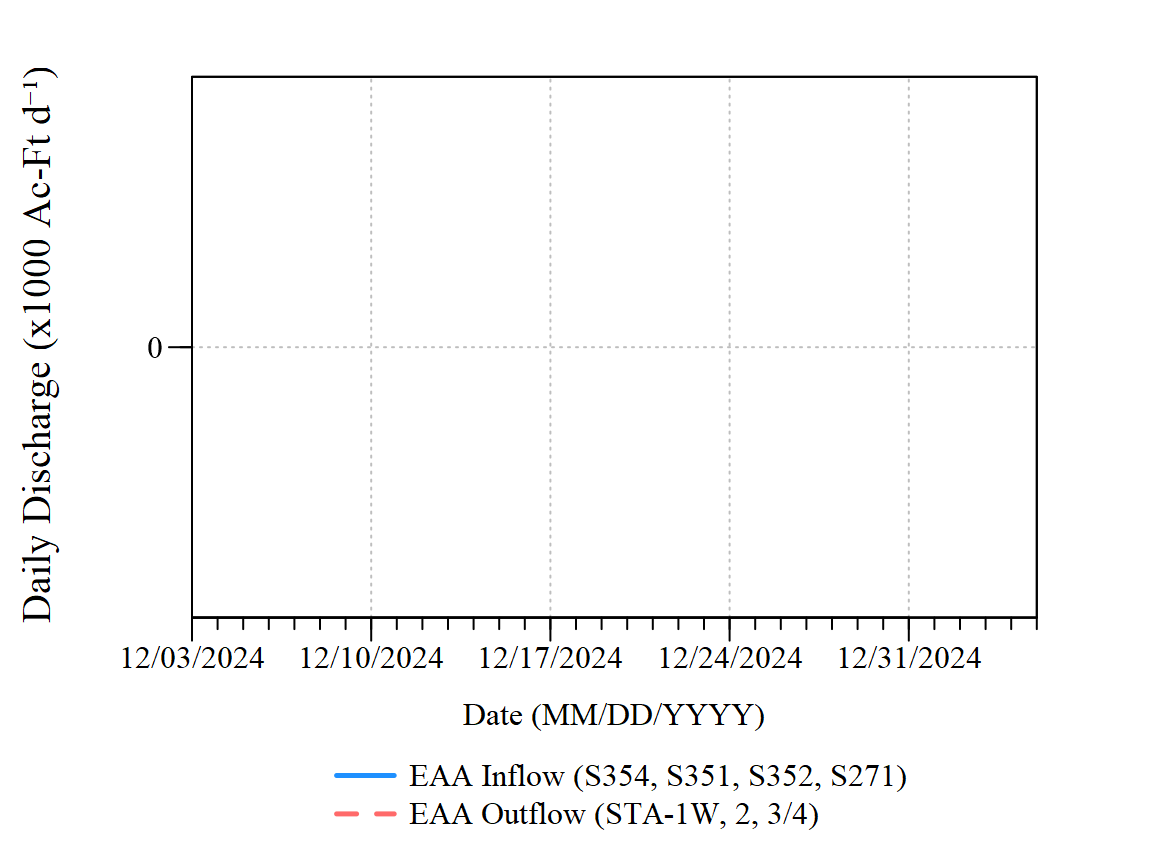 Daily Discharge (x1000 Ac-Ft d⁻¹)
0
12/03/2024 12/10/2024 12/17/2024 12/24/2024 12/31/2024
Date (MM/DD/YYYY)
EAA Inflow (S354, S351, S352, S271)
EAA Outflow (STA-1W, 2, 3/4)